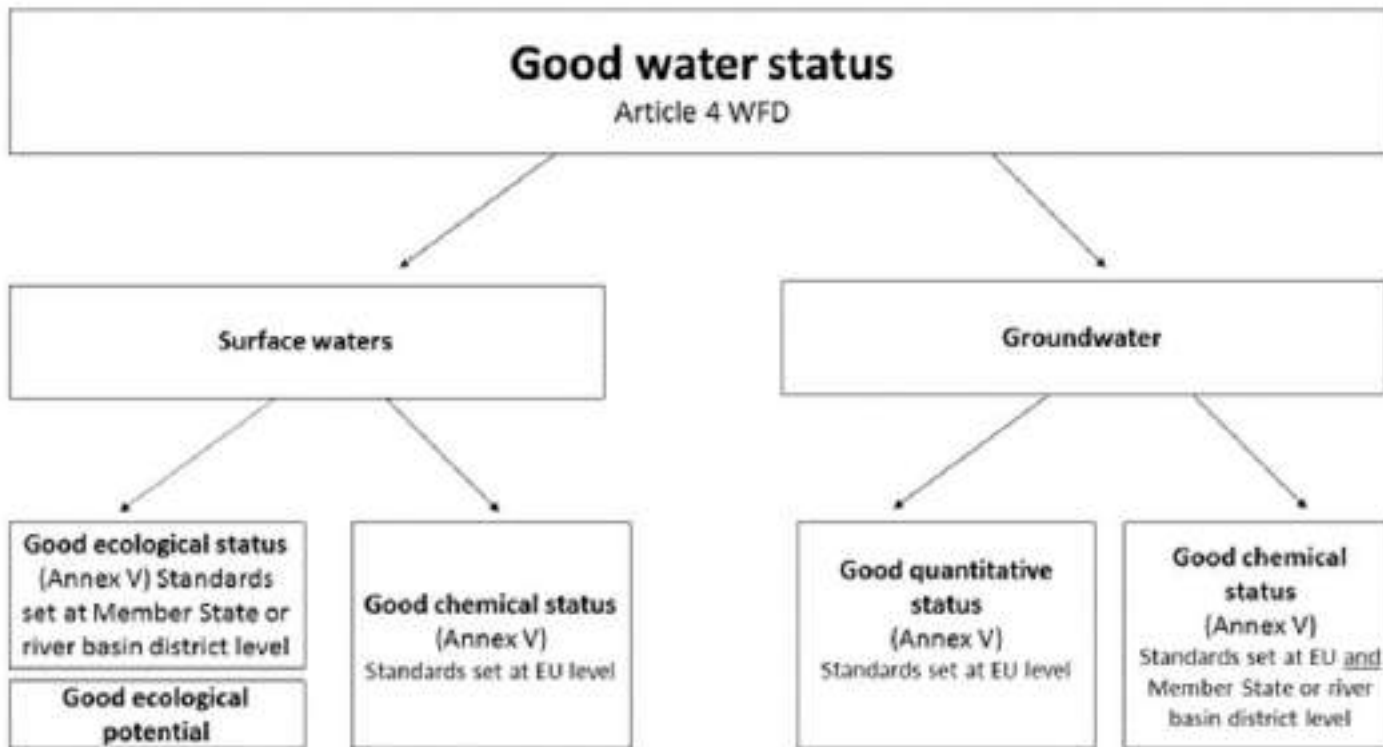 Good water status
Article 4 WFD
Surface waters
Groundwater
Good ecological status
(Annex V) Standards
set at Member State or
river basin district level
Good ecological
potential
Good chemical status
(Annex V)
Standards set at EU level
Good quantitative
status
(Annex V)
Standards set at EU level
Good chemical
status
(Annex V)
Standards set at EU and
Member State or river
basin district level